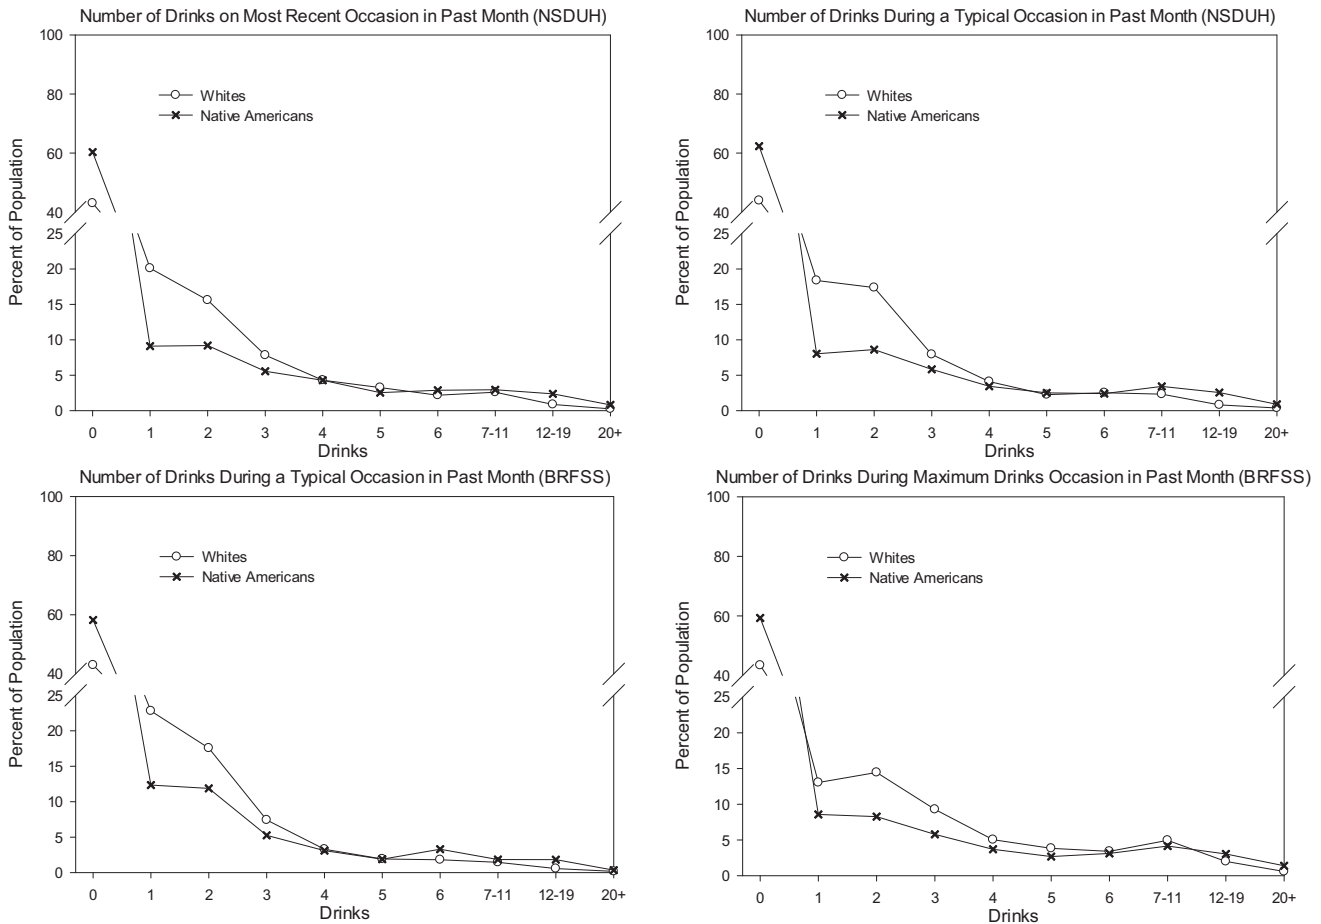 Number of Drinks on Most Recent Occasion in Past Month (NSDUH)
100
80
60
40
25
20
15
10
5
0
Percent of Population
Whites
Native Americans
0 1 2 3 4 5 6 7-11 12-19 20+
Drinks
Number of Drinks During a Typical Occasion in Past Month (NSDUH)
100
80
60
40
25
20
15
10
5
0
Percent of Population
Whites
Native Americans
0 1 2 3 4 5 6 7-11 12-19 20+
Drinks
Number of Drinks During a Typical Occasion in Past Month (BRFSS)
100
80
60
40
25
20
15
10
5
0
Percent of Population
Whites
Native Americans
0 1 2 3 4 5 6 7-11 12-19 20+
Drinks
Number of Drinks During Maximum Drinks Occasion in Past Month (BRFSS)
100
80
60
40
25
20
15
10
5
0
Percent of Population
Whites
Native Americans
0 1 2 3 4 5 6 7-11 12-19 20+
Drinks